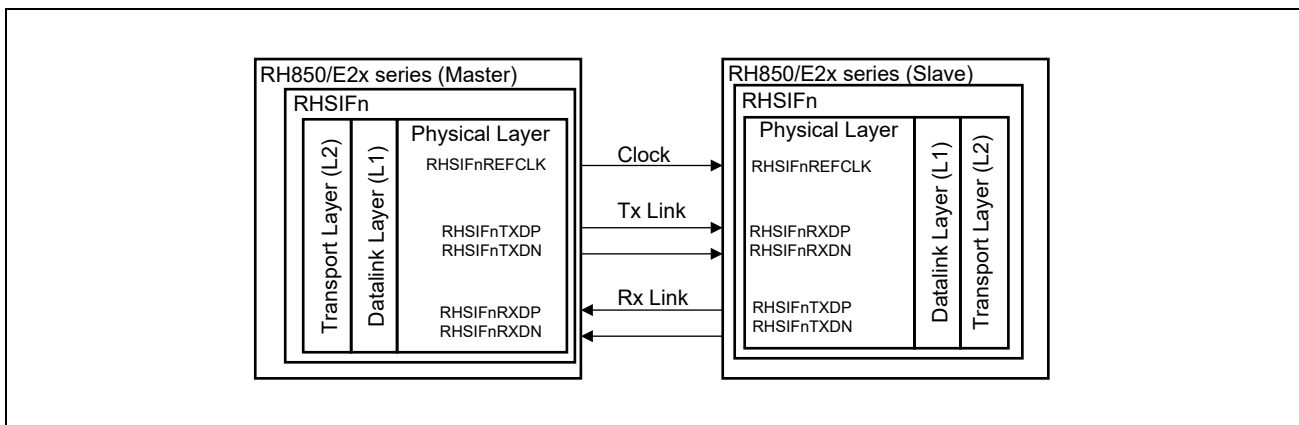 RH850/E2x series (Master)
RHSIFn
Transport Layer (L2)
Datalink Layer (L1)
Physical Layer
RHSIFnREFCLK
RHSIFnTXDP
RHSIFnTXDN
RHSIFnRXDP
RHSIFnRXDN
Clock
Tx Link
Rx Link
RH850/E2x series (Slave)
RHSIFn
Physical Layer
RHSIFnREFCLK
RHSIFnRXDP
RHSIFnRXDN
RHSIFnTXDP
RHSIFnTXDN
Datalink Layer (L1)
Transport Layer (L2)